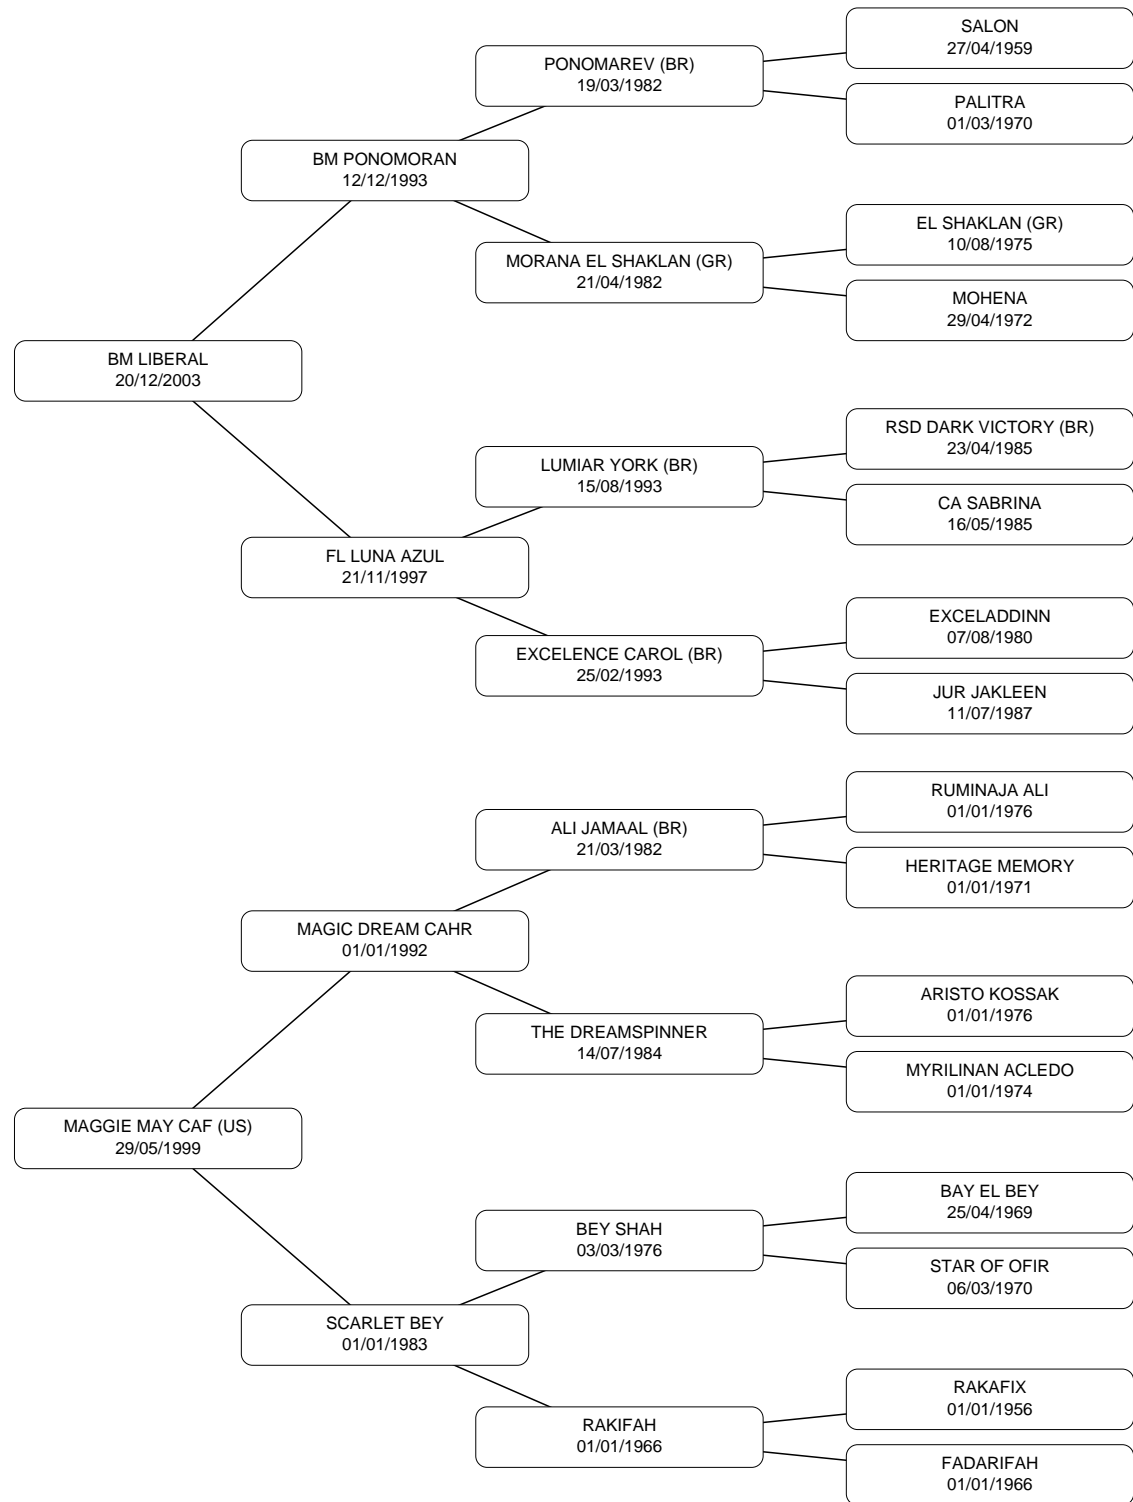 SALON
27/04/1959
PONOMAREV (BR)
19/03/1982
PALITRA
01/03/1970
BM PONOMORAN
12/12/1993
EL SHAKLAN (GR)
10/08/1975
MORANA EL SHAKLAN (GR)
21/04/1982
MOHENA
29/04/1972
BM LIBERAL
20/12/2003
RSD DARK VICTORY (BR)
23/04/1985
LUMIAR YORK (BR)
15/08/1993
CA SABRINA
16/05/1985
FL LUNA AZUL
21/11/1997
EXCELADDINN
07/08/1980
EXCELENCE CAROL (BR)
25/02/1993
JUR JAKLEEN
11/07/1987
RUMINAJA ALI
01/01/1976
ALI JAMAAL (BR)
21/03/1982
HERITAGE MEMORY
01/01/1971
MAGIC DREAM CAHR
01/01/1992
ARISTO KOSSAK
01/01/1976
THE DREAMSPINNER
14/07/1984
MYRILINAN ACLEDO
01/01/1974
MAGGIE MAY CAF (US)
29/05/1999
BAY EL BEY
25/04/1969
BEY SHAH
03/03/1976
STAR OF OFIR
06/03/1970
SCARLET BEY
01/01/1983
RAKAFIX
01/01/1956
RAKIFAH
01/01/1966
FADARIFAH
01/01/1966